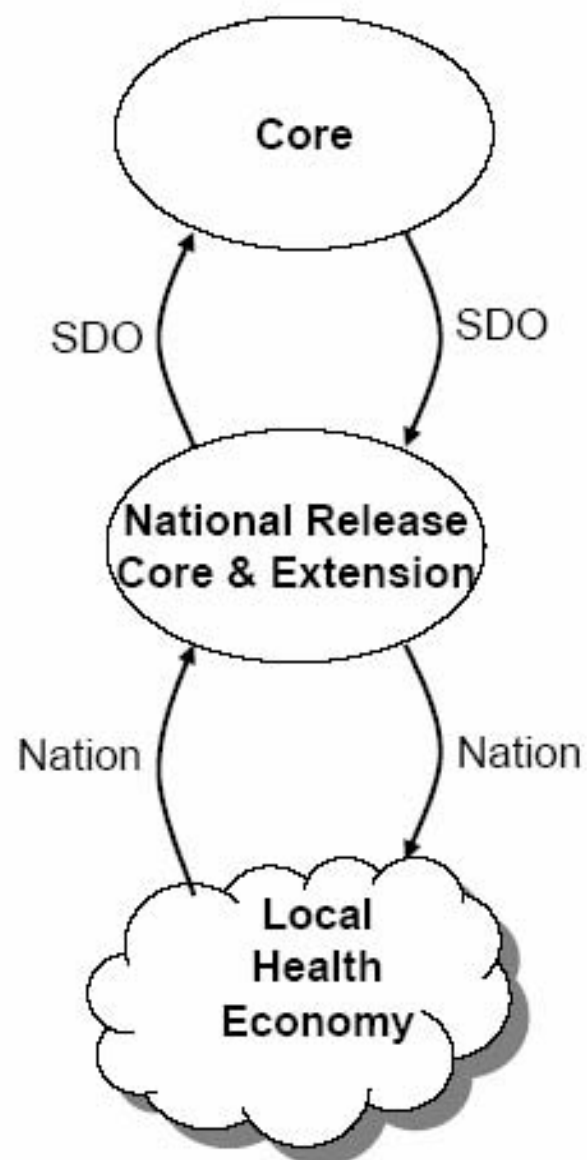 Core
SDO
SDO
National Release
Core & Extension
Nation
Nation
Local
Health
Economy